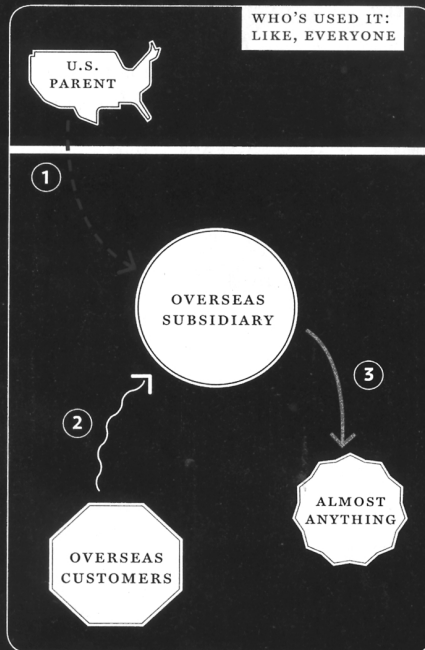 WHO'S USED IT:
LIKE, EVERYONE
U.S.
PARENT
1
OVERSEAS
SUBSIDIARY
3
2
ALMOST
ANYTHING
OVERSEAS
CUSTOMERS